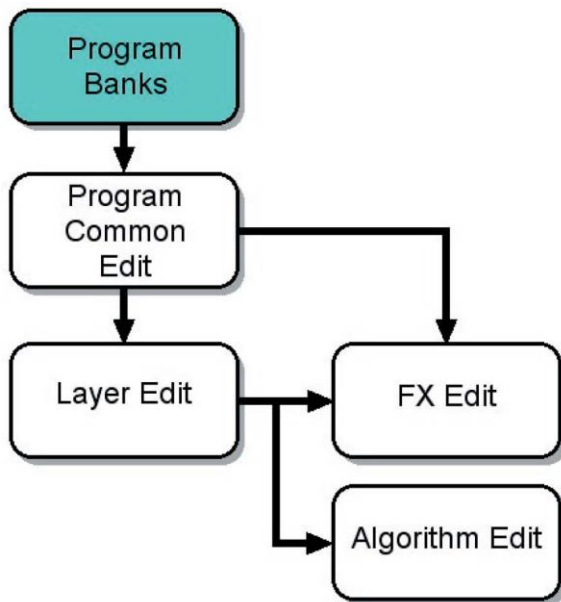 Program
Banks
Program
Common
Edit
Layer Edit
FX Edit
Algorithm Edit